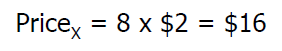 Priceₓ = 8 x $2 = $16